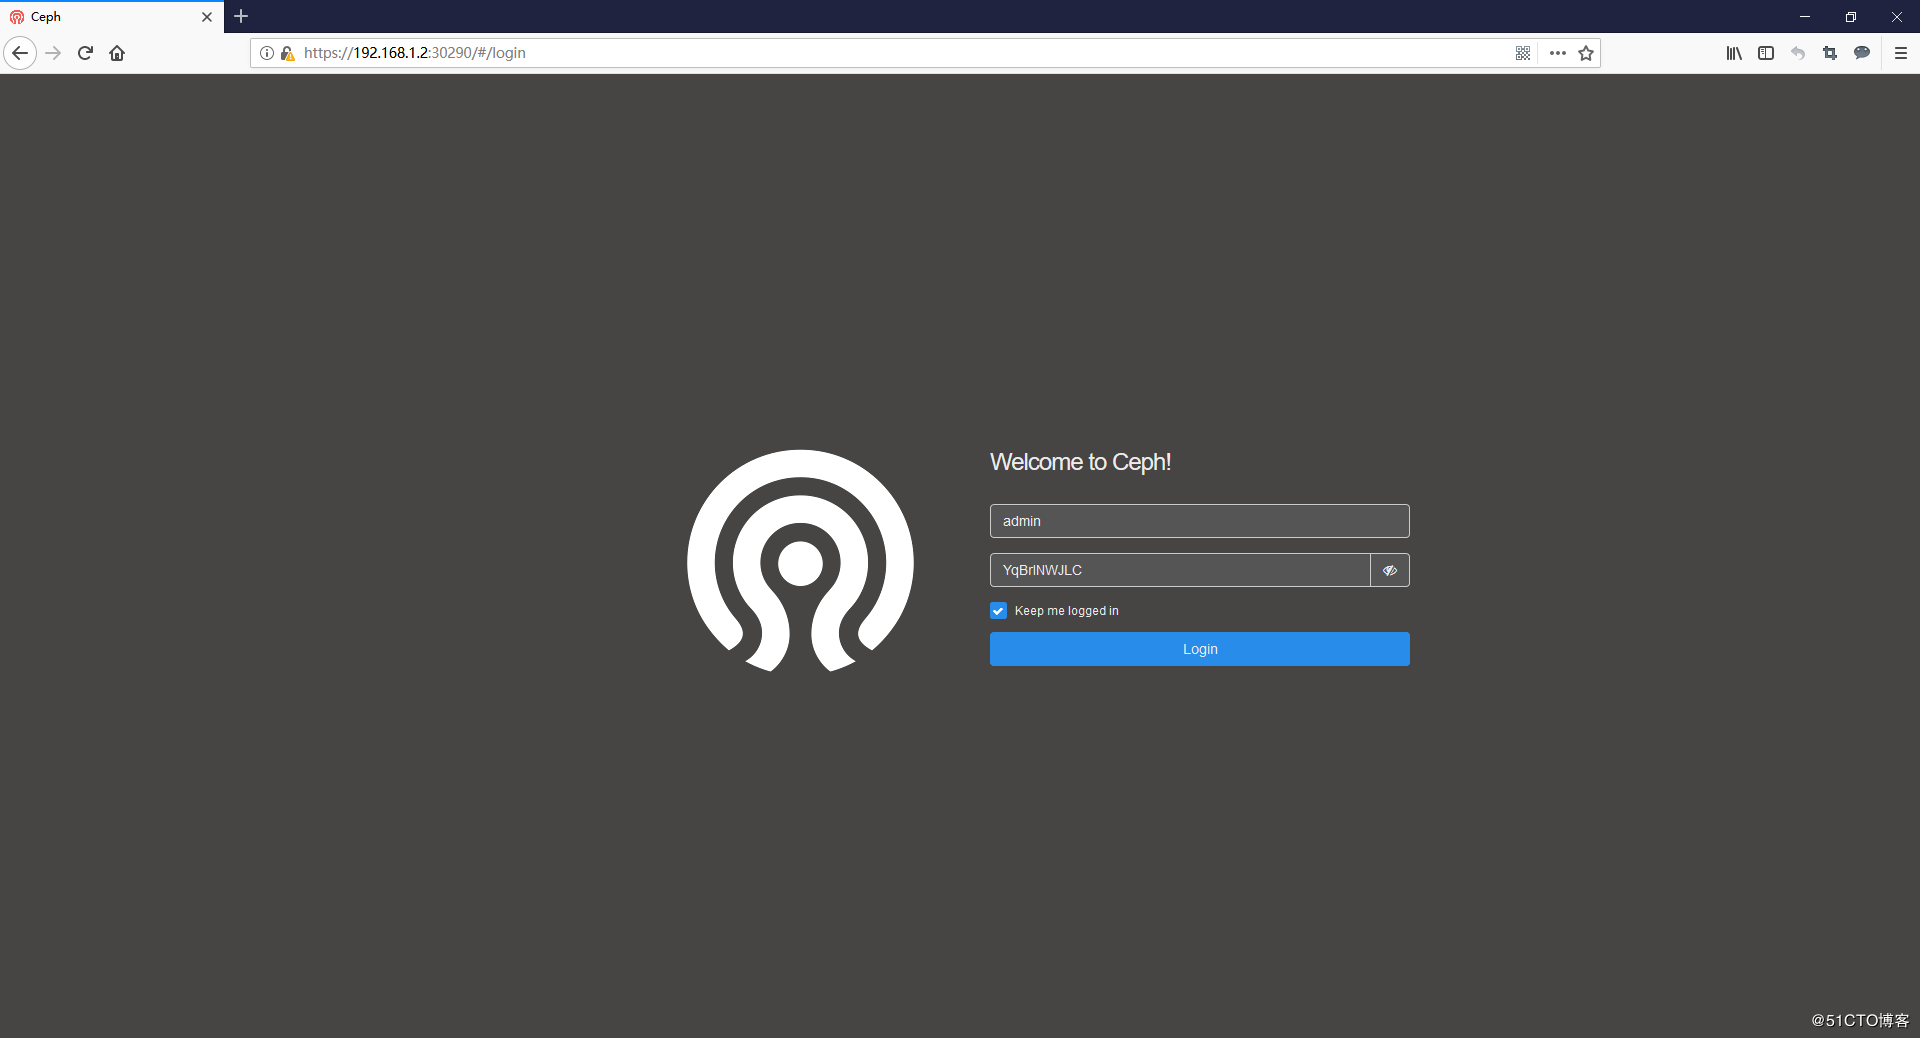 Ceph
https://192.168.1.2:30290/#/login
Welcome to Ceph!
admin
YqBrlNWJLC
Keep me logged in
Login
@51CTO博客